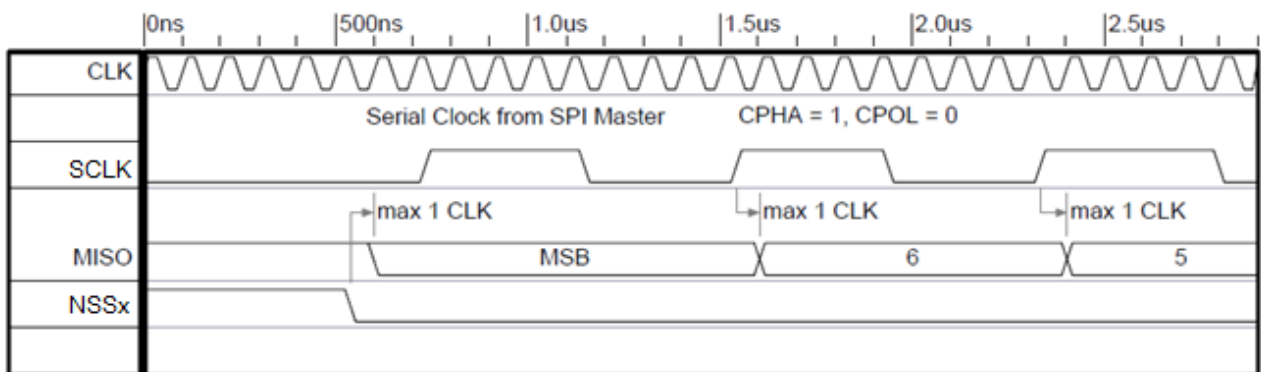 0ns 500ns 1.0us 1.5us 2.0us 2.5us
CLK
Serial Clock from SPI Master CPHA = 1, CPOL = 0
SCLK
max 1 CLK max 1 CLK max 1 CLK
MISO MSB 6 5
NSSx